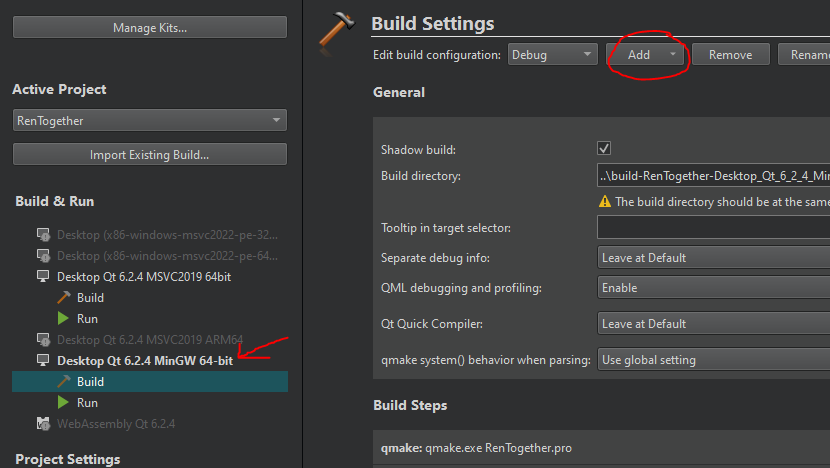 Manage Kits...
Active Project
RenTogether
Import Existing Build...
Build & Run
Desktop (x86-windows-msvc2022-pe-32...
Desktop (x86-windows-msvc2022-pe-64...
Desktop Qt 6.2.4 MSVC2019 64bit
Build
Run
Desktop Qt 6.2.4 MSVC2019 ARM64
Desktop Qt 6.2.4 MinGW 64-bit
Build
Run
WebAssembly Qt 6.2.4
Project Settings
Build Settings
Edit build configuration: Debug Add Remove Rename
General
Shadow build:
Build directory: ..\build-RenTogether-Desktop_Qt_6_2_4_Min
The build directory should be at the same
Tooltip in target selector:
Separate debug info: Leave at Default
QML debugging and profiling: Enable
Qt Quick Compiler: Leave at Default
qmake system() behavior when parsing: Use global setting
Build Steps
qmake: qmake.exe RenTogether.pro